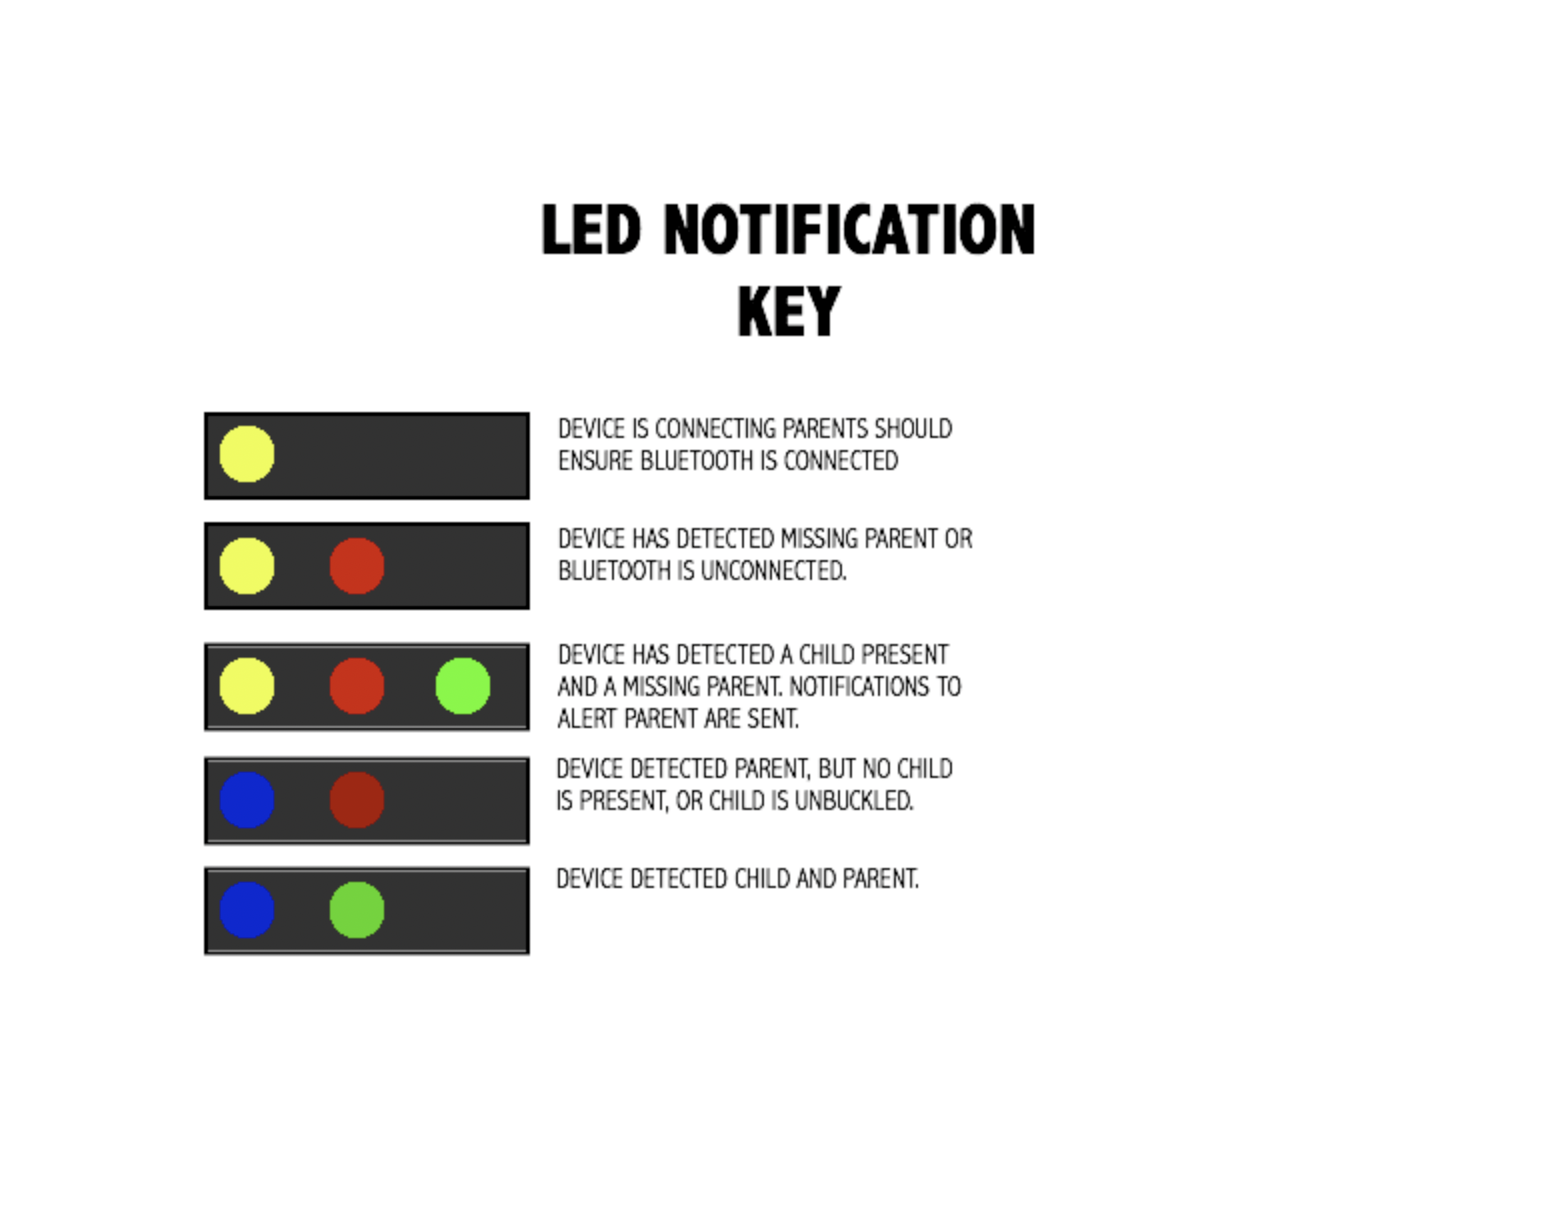 LED NOTIFICATION
KEY
DEVICE IS CONNECTING PARENTS SHOULD
ENSURE BLUETOOTH IS CONNECTED
DEVICE HAS DETECTED MISSING PARENT OR
BLUETOOTH IS UNCONNECTED.
DEVICE HAS DETECTED A CHILD PRESENT
AND A MISSING PARENT. NOTIFICATIONS TO
ALERT PARENT ARE SENT.
DEVICE DETECTED PARENT, BUT NO CHILD
IS PRESENT, OR CHILD IS UNBUCKLED.
DEVICE DETECTED CHILD AND PARENT.